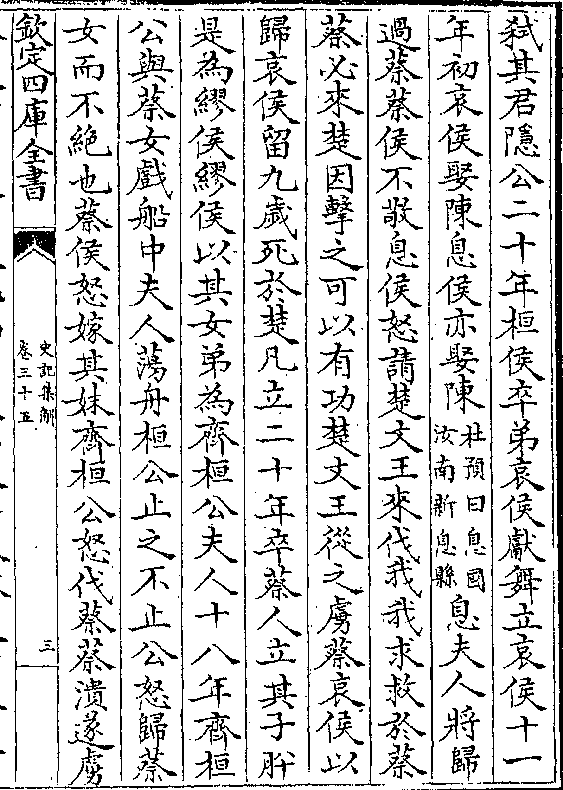 弑其君隱公二十年桓侯卒弟哀侯獻舞立哀侯十一
年初哀侯娶陳息侯亦娶陳杜預曰息國汝南新息縣息夫人將歸
過蔡蔡侯不敬息侯怒請楚文王來伐我我求救於蔡
蔡必來楚因擊之可以有功楚文王從之虜蔡哀侯以
歸哀侯留九歲死於楚凡立二十年卒蔡人立其子肸
是為繆侯繆侯以其女弟為齊桓公夫人十八年齊桓
公與蔡女戲船中夫人蕩舟桓公止之不止公怒歸蔡
女而不絶也蔡侯怒嫁其妹齊桓公怒伐蔡蔡潰遂虜
欽定四庫全書
史記集解
卷三十五
三